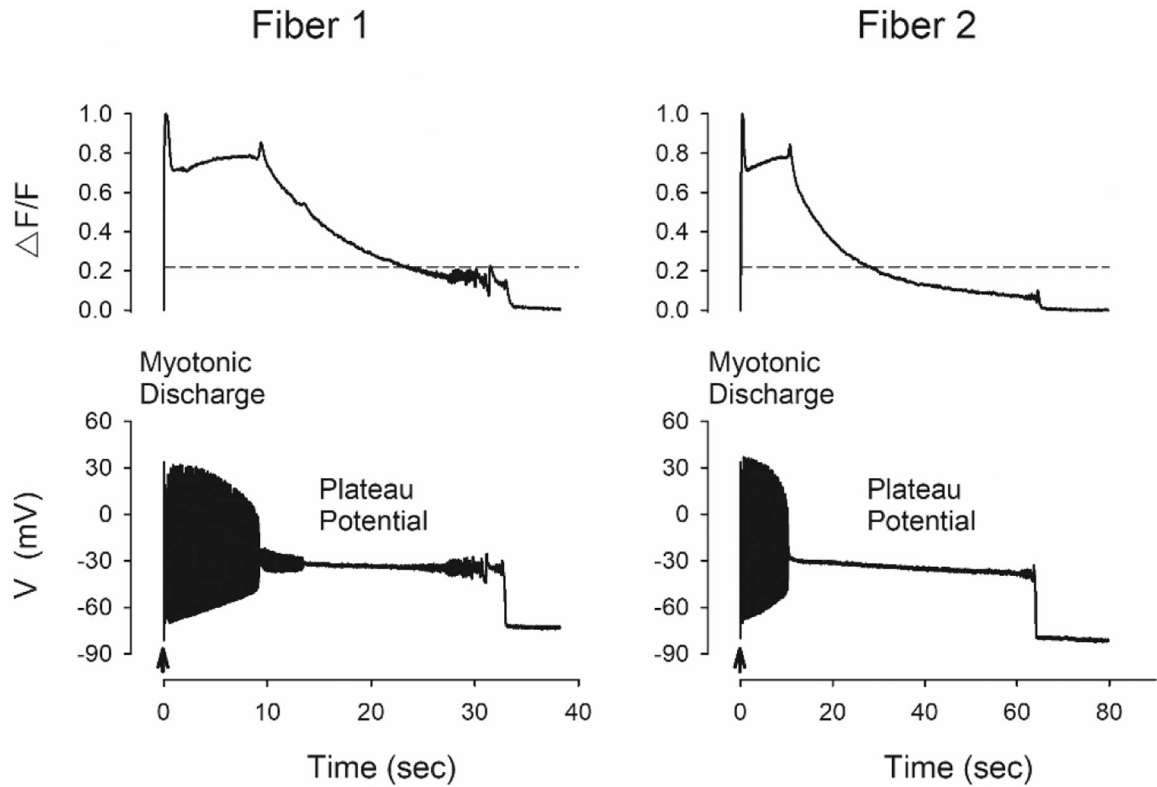 Fiber 1
Fiber 2
△F/F
1.0
0.8
0.6
0.4
0.2
0.0
1.0
0.8
0.6
0.4
0.2
0.0
Myotonic
Discharge
Myotonic
Discharge
V (mV)
60
30
0
-30
-60
-90
Plateau
Potential
60
30
0
-30
-60
-90
Plateau
Potential
0 10 20 30 40
0 20 40 60 80
Time (sec)
Time (sec)